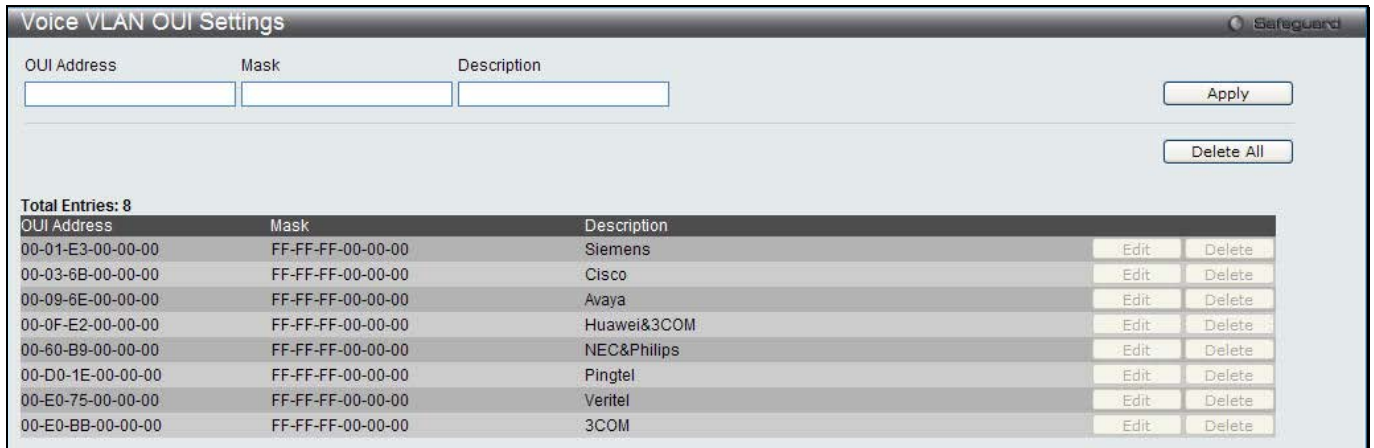 Voice VLAN OUI Settings
Safeguard
OUI Address Mask Description
Apply
Delete All
Total Entries: 8
OUI Address Mask Description
00-01-E3-00-00-00 FF-FF-FF-00-00-00 Siemens Edit Delete
00-03-6B-00-00-00 FF-FF-FF-00-00-00 Cisco Edit Delete
00-09-6E-00-00-00 FF-FF-FF-00-00-00 Avaya Edit Delete
00-0F-E2-00-00-00 FF-FF-FF-00-00-00 Huawei&3COM Edit Delete
00-60-B9-00-00-00 FF-FF-FF-00-00-00 NEC&Philips Edit Delete
00-D0-1E-00-00-00 FF-FF-FF-00-00-00 Pingtel Edit Delete
00-E0-75-00-00-00 FF-FF-FF-00-00-00 Veritel Edit Delete
00-E0-BB-00-00-00 FF-FF-FF-00-00-00 3COM Edit Delete